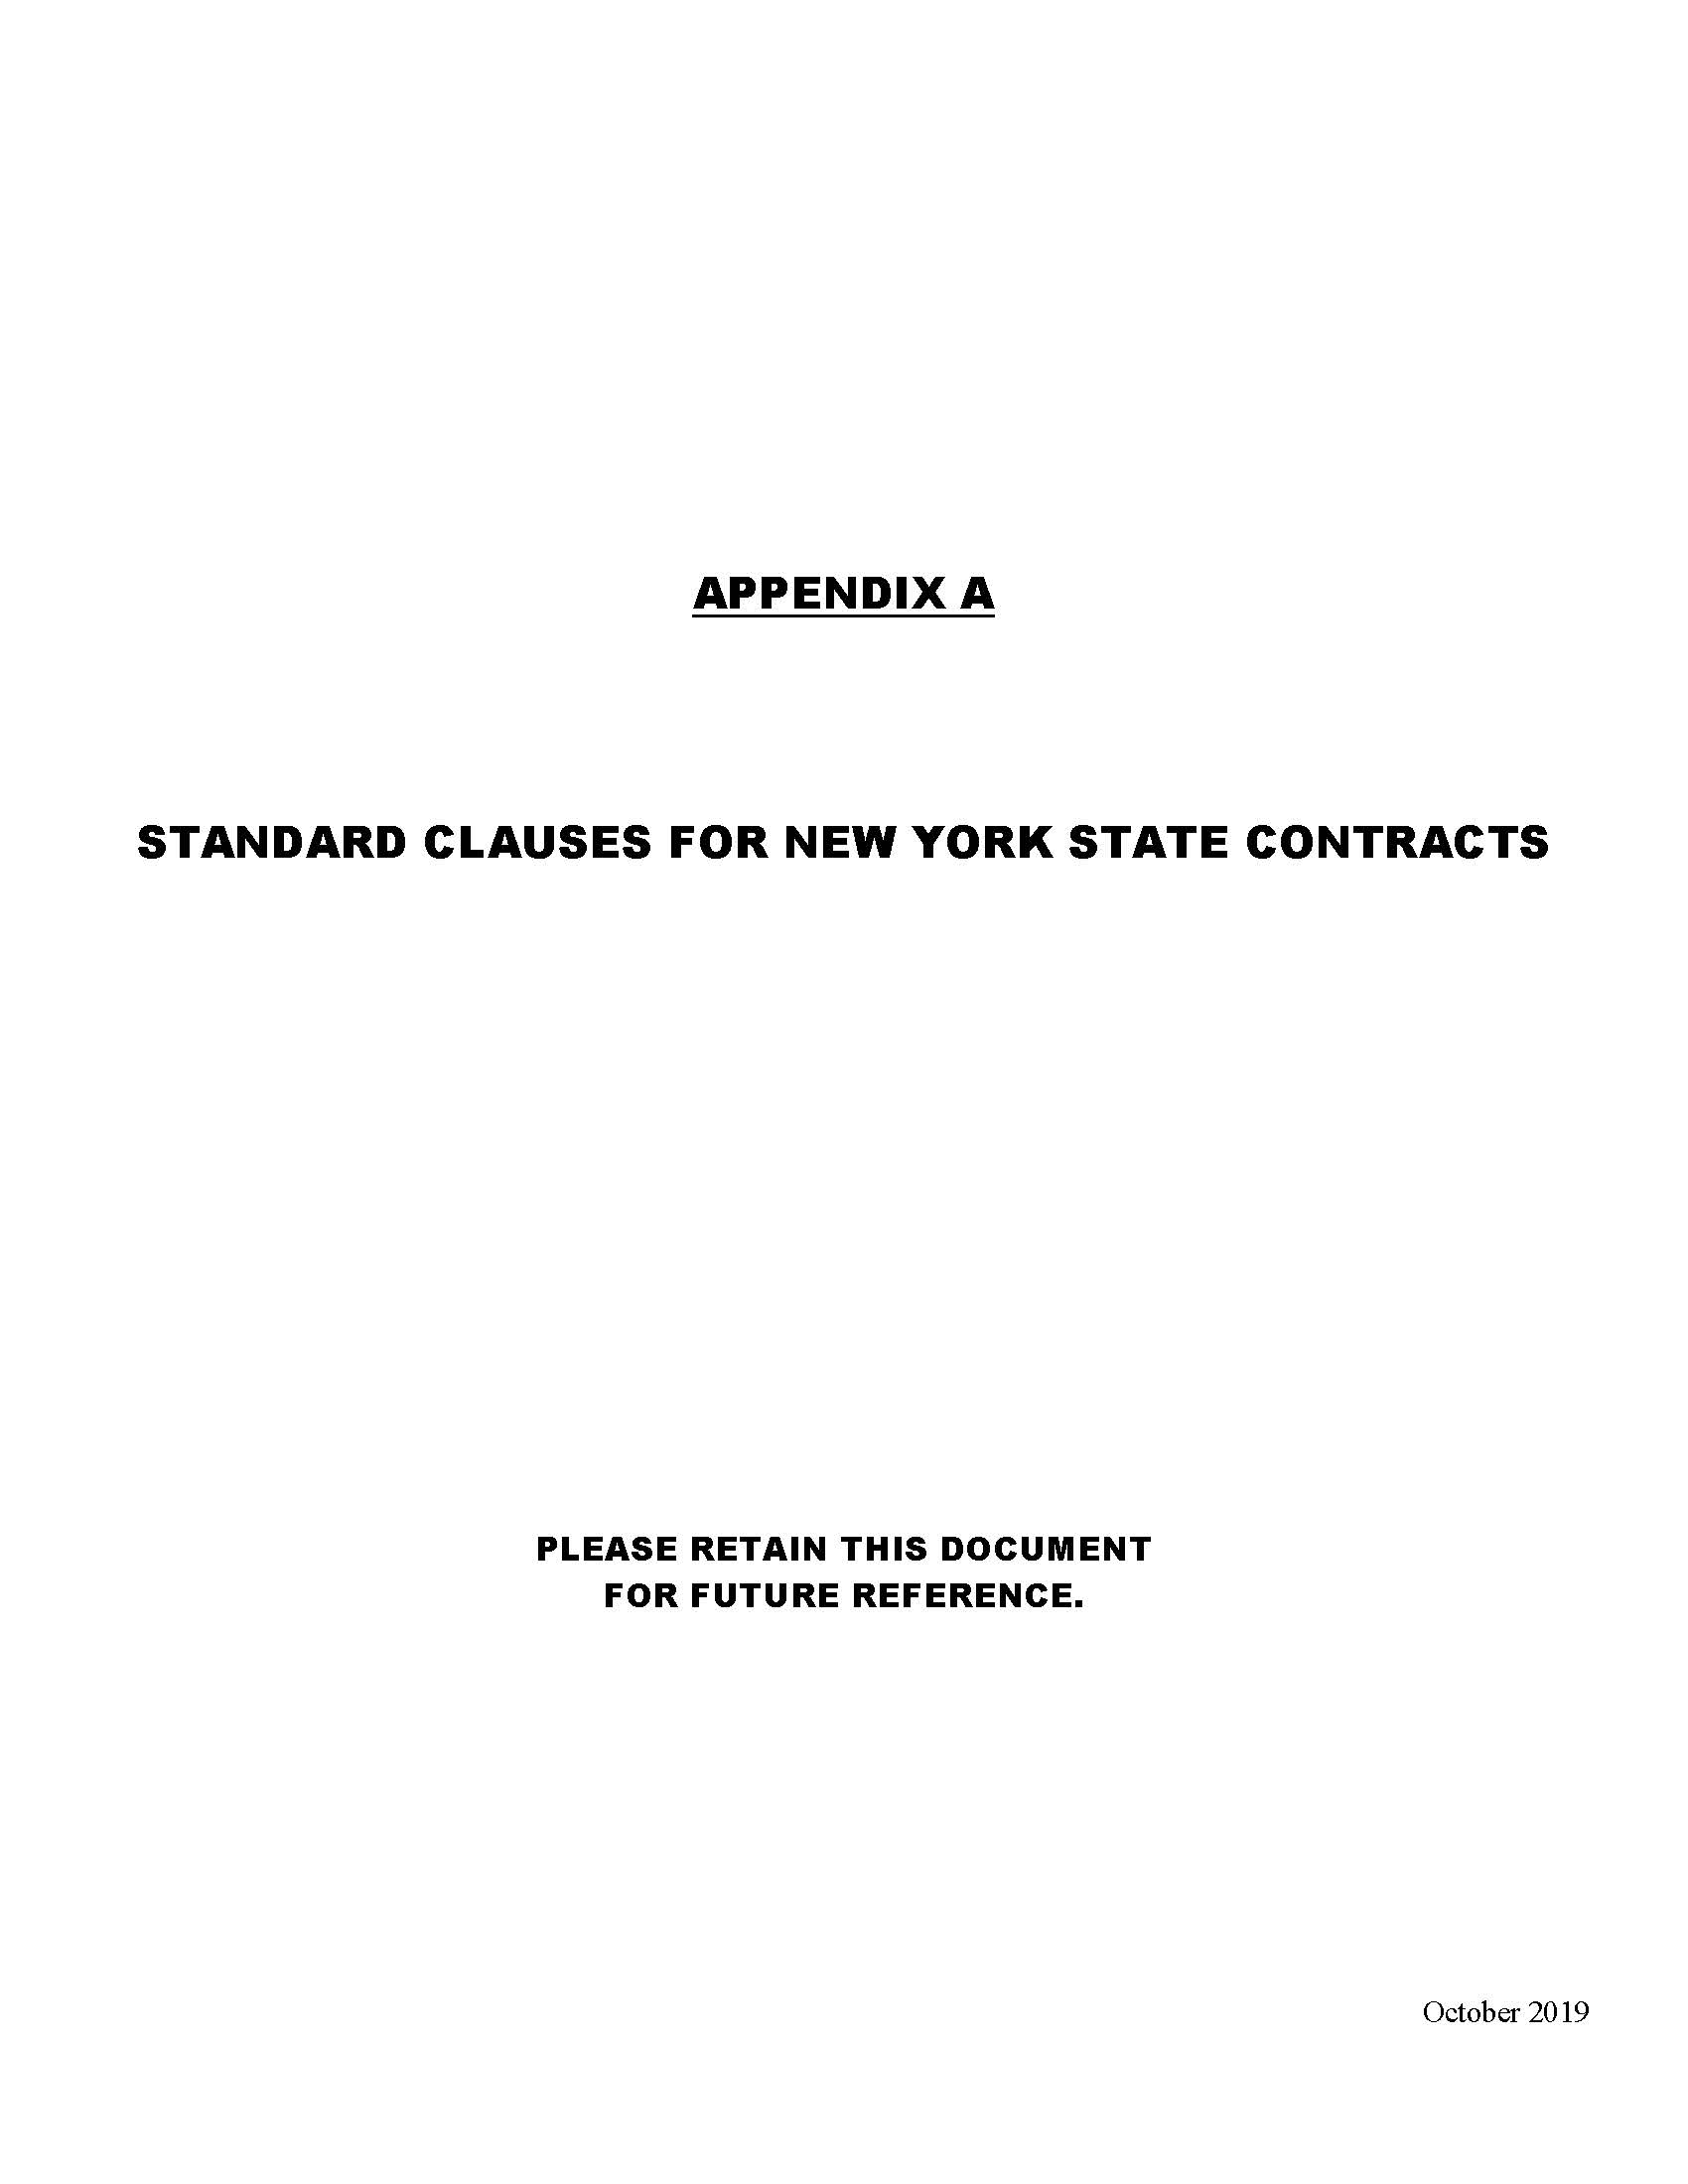 APPENDIX A
STANDARD CLAUSES FOR NEW YORK STATE CONTRACTS
PLEASE RETAIN THIS DOCUMENT
FOR FUTURE REFERENCE.
October 2019